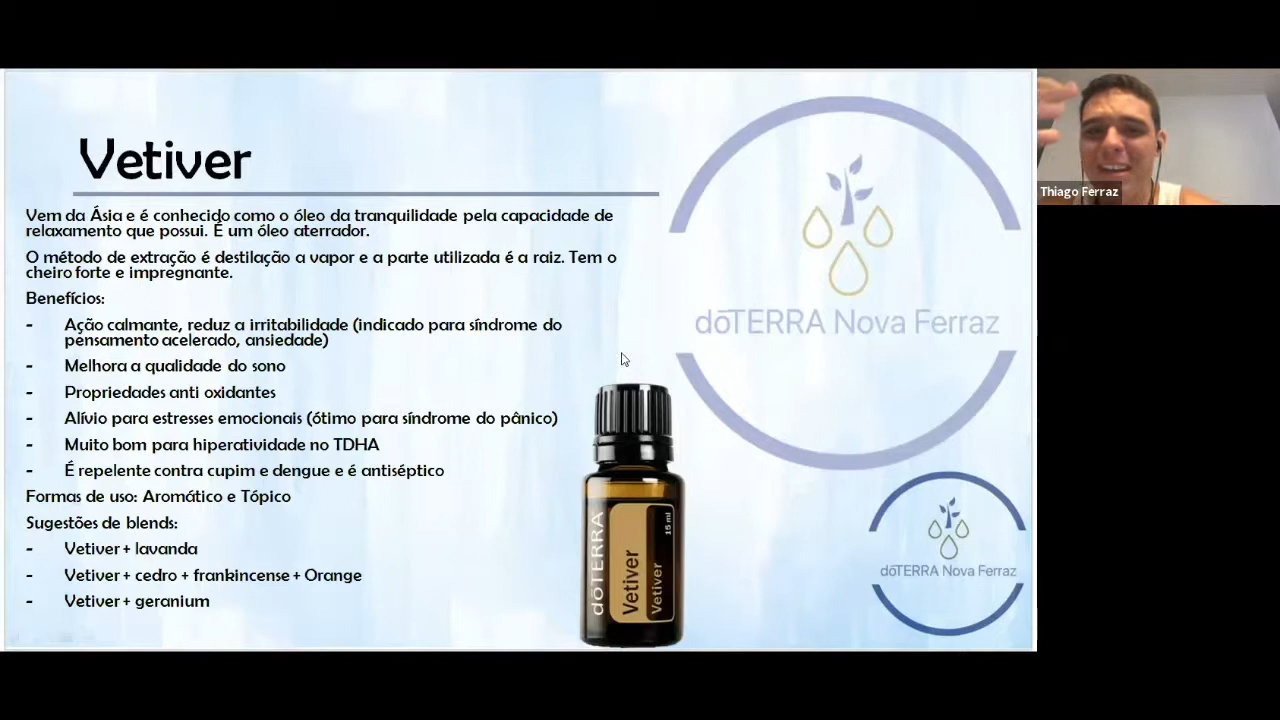 Vetiver
Vem da Ásia e é conhecido como o óleo da tranquilidade pela capacidade de
relaxamento que possui. É um óleo aterrador.
O método de extração é destilação a vapor e a parte utilizada é a raiz. Tem o
cheiro forte e impregnante.
Benefícios:
- Ação calmante, reduz a irritabilidade (indicado para síndrome do
pensamento acelerado, ansiedade)
- Melhora a qualidade do sono
- Propriedades anti oxidantes
- Alívio para estresses emocionais (ótimo para síndrome do pânico)
- Muito bom para hiperatividade no TDHA
- É repelente contra cupim e dengue e é antiséptico
Formas de uso: Aromático e Tópico
Sugestões de blends:
- Vetiver + lavanda
- Vetiver + cedro + frankincense + Orange
- Vetiver + geranium
dōTERRA
Vetiver
Vetiver
15 ml
dōTERRA Nova Ferraz
dōTERRA Nova Ferraz
Thiago Ferraz